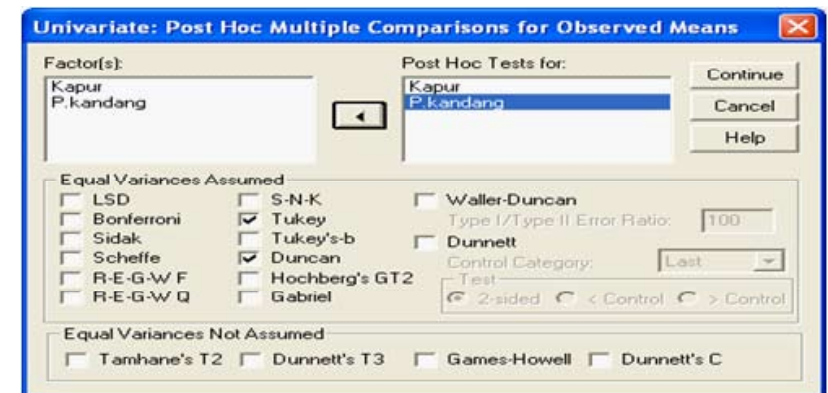 Univariate: Post Hoc Multiple Comparisons for Observed Means
Factor(s):
Kapur
P.kandang
Post Hoc Tests for:
Kapur
P.kandang
Continue
Cancel
Help
Equal Variances Assumed
LSD
Bonferroni
Sidak
Scheffe
R-E-G-W F
R-E-G-W Q
S-N-K
Tukey
Tukey's-b
Duncan
Hochberg's GT2
Gabriel
Waller-Duncan
Type I/Type II Error Ratio: 100
Dunnett
Control Category: Last
Test
2-sided < Control > Control
Equal Variances Not Assumed
Tamhane's T2 Dunnett's T3 Games-Howell Dunnett's C